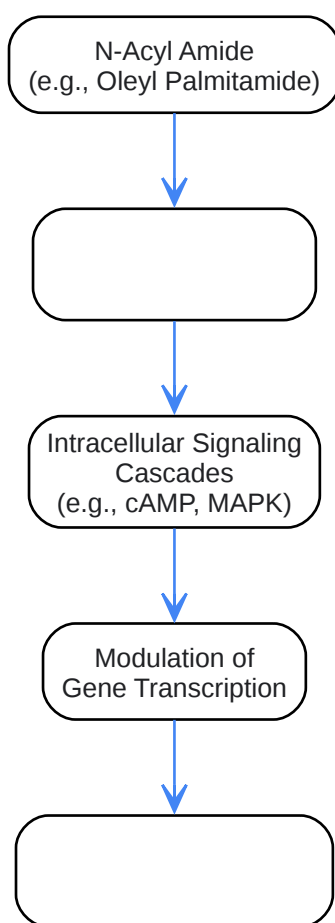 N-Acyl Amide
(e.g., Oleyl Palmitamide)
Intracellular Signaling
Cascades
(e.g., cAMP, MAPK)
Modulation of
Gene Transcription